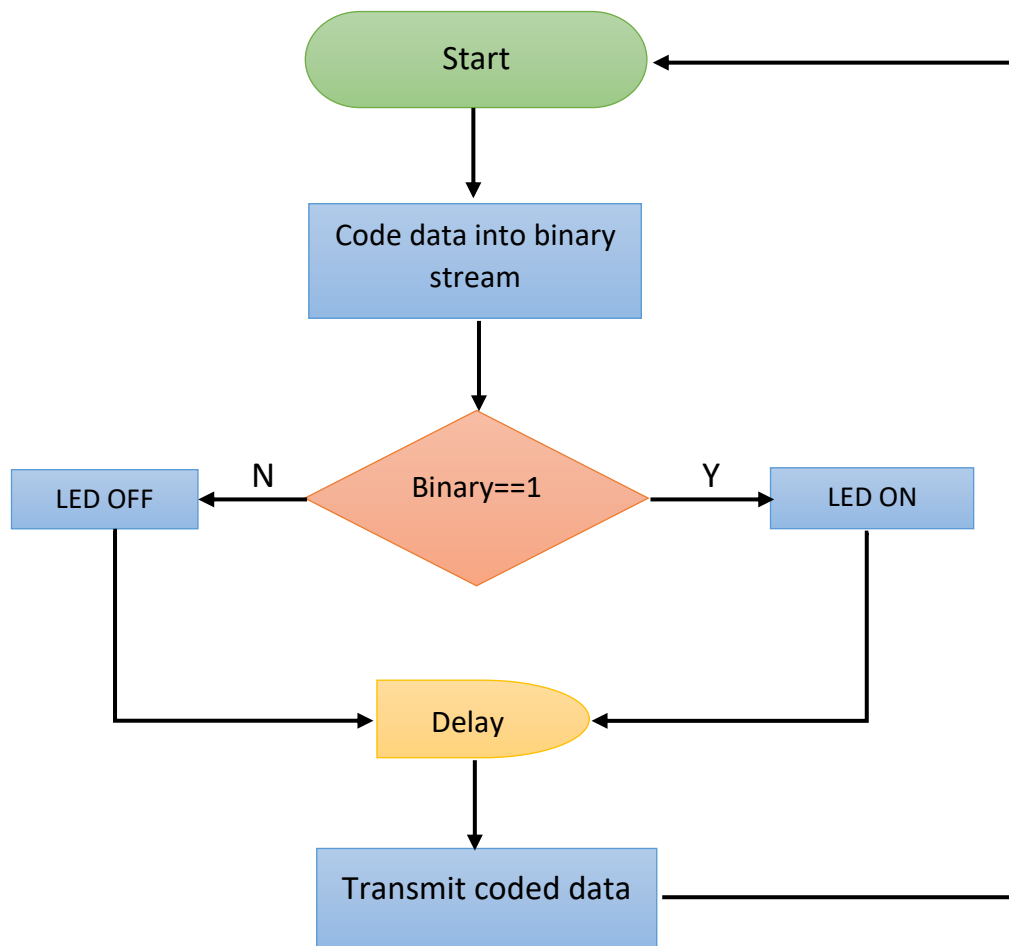 Start
Code data into binary
stream
N
Binary==1
Y
LED OFF
LED ON
Delay
Transmit coded data